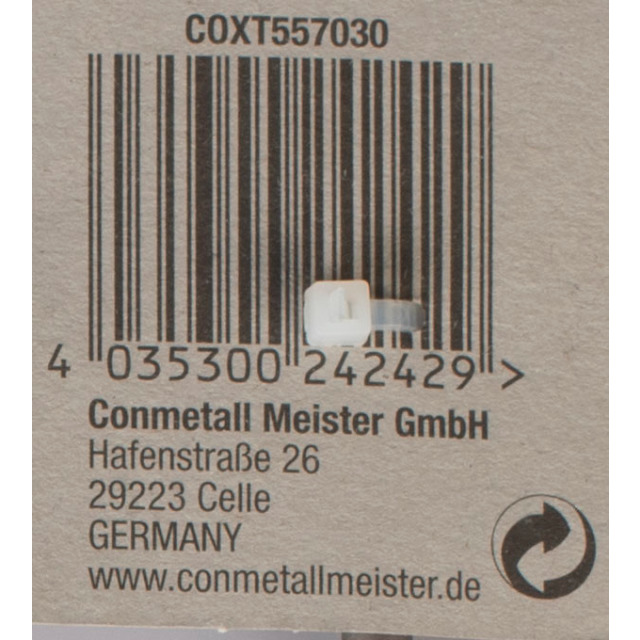 COXT557030
4 035300 242429 >
Conmetall Meister GmbH
Hafenstraße 26
29223 Celle
GERMANY
www.conmetallmeister.de